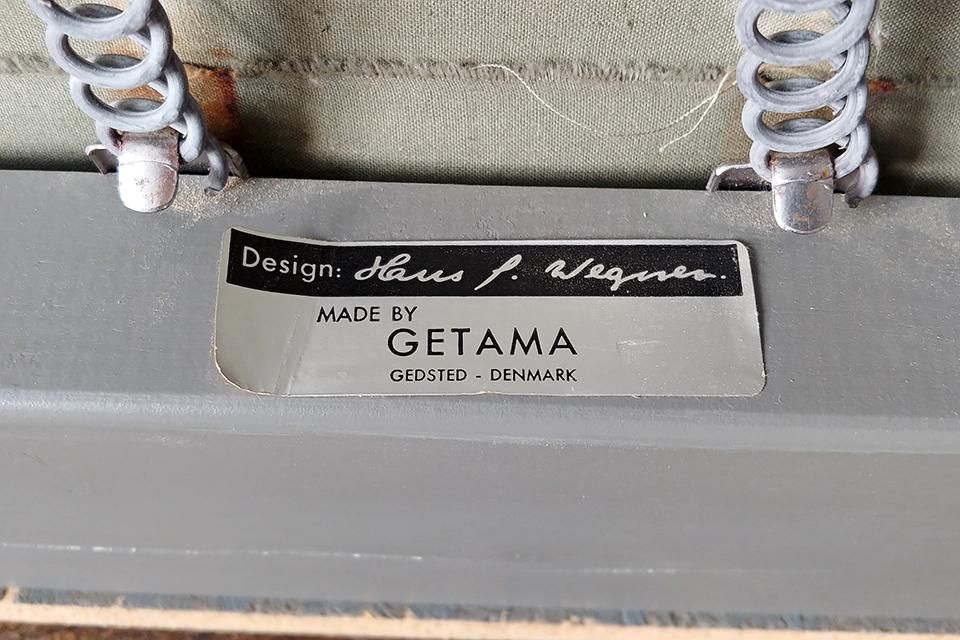 Design: Hans J. Wegner.
MADE BY
GETAMA
GEDSTED - DENMARK